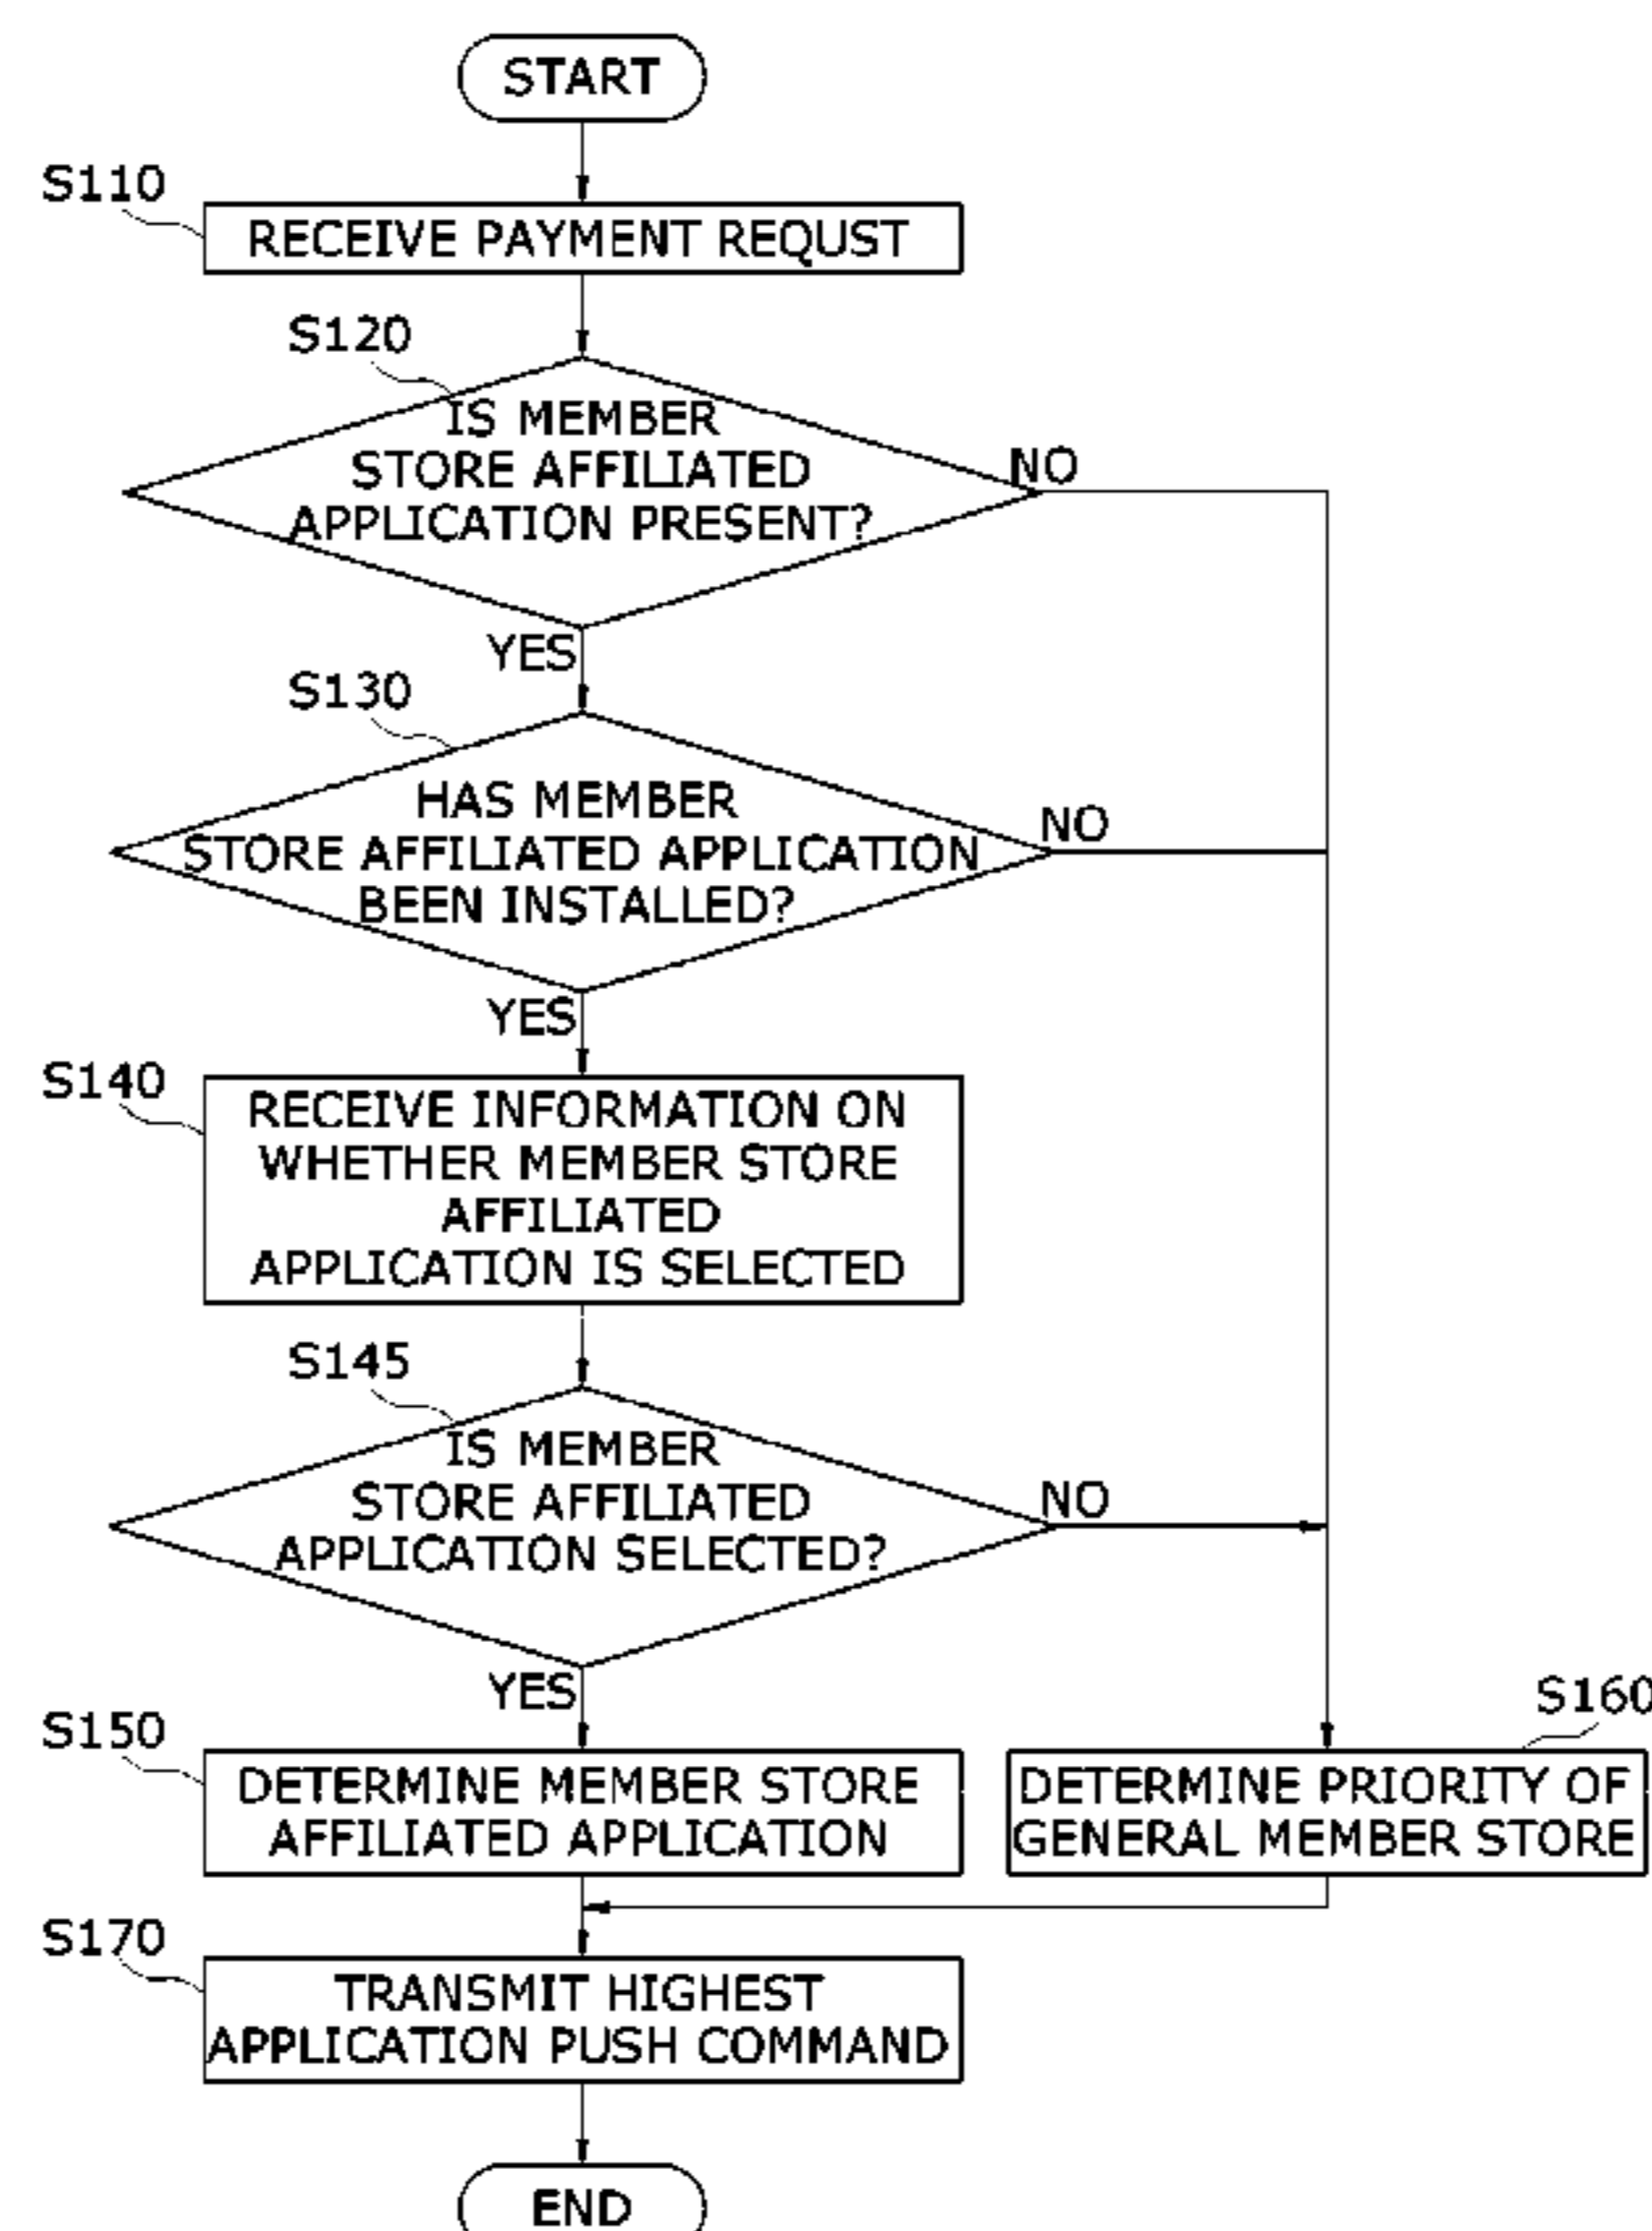 START
S110
RECEIVE PAYMENT REQUST
S120
IS MEMBER
STORE AFFILIATED
APPLICATION PRESENT?
NO
YES
S130
HAS MEMBER
STORE AFFILIATED APPLICATION
BEEN INSTALLED?
NO
YES
S140
RECEIVE INFORMATION ON
WHETHER MEMBER STORE
AFFILIATED
APPLICATION IS SELECTED
S145
IS MEMBER
STORE AFFILIATED
APPLICATION SELECTED?
NO
YES
S150
DETERMINE MEMBER STORE
AFFILIATED APPLICATION
S160
DETERMINE PRIORITY OF
GENERAL MEMBER STORE
S170
TRANSMIT HIGHEST
APPLICATION PUSH COMMAND
END